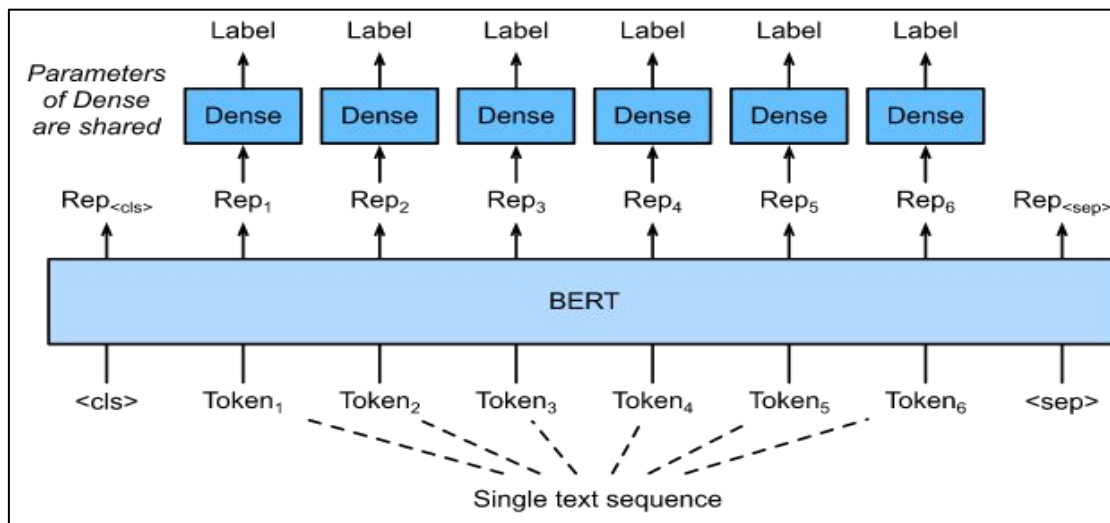 Label Label Label Label Label Label
Parameters
of Dense
are shared
Dense Dense Dense Dense Dense Dense
Rep<cls> Rep1 Rep2 Rep3 Rep4 Rep5 Rep6 Rep<sep>
BERT
<cls> Token1 Token2 Token3 Token4 Token5 Token6 <sep>
Single text sequence